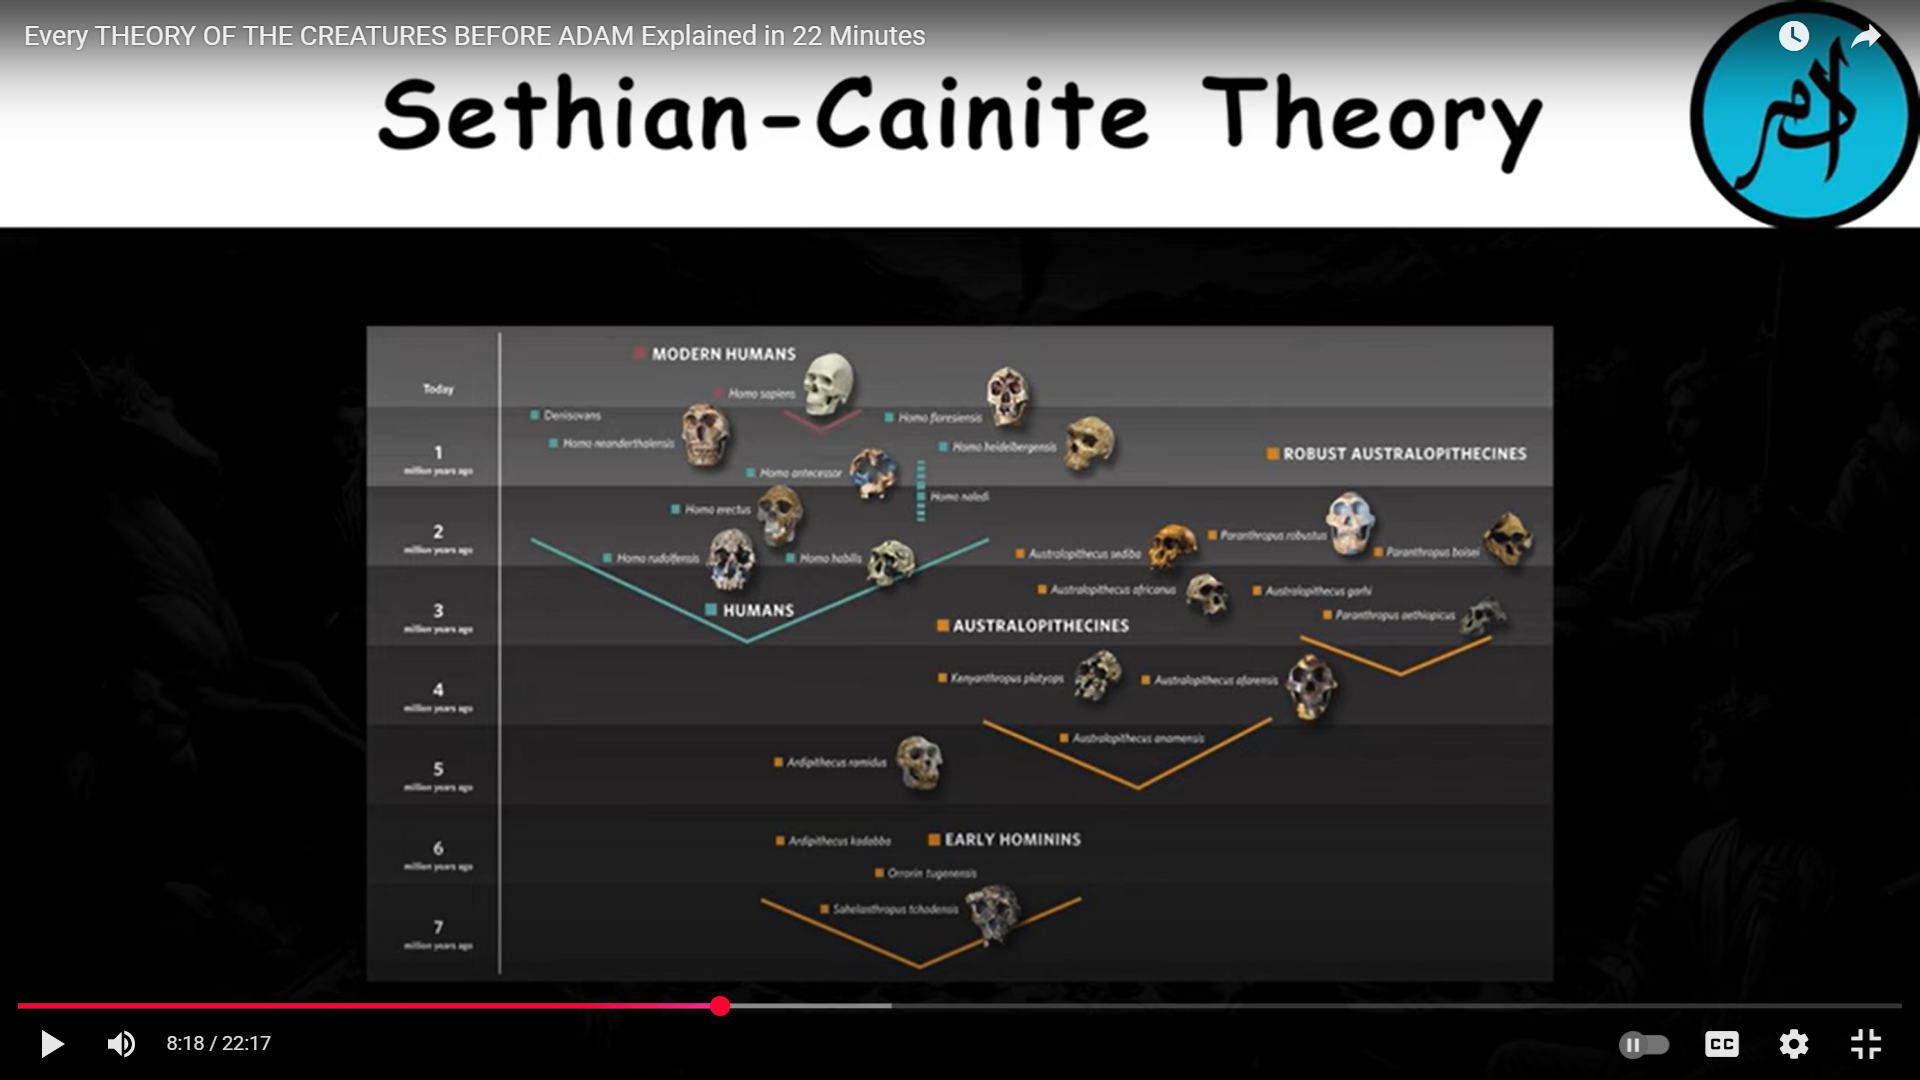 Every THEORY OF THE CREATURES BEFORE ADAM Explained in 22 Minutes
Sethian-Cainite Theory
MODERN HUMANS
Today
Homo sapiens
Denisovans
Homo floresiensis
Homo neanderthalensis
Homo heidelbergensis
1
million years ago
ROBUST AUSTRALOPITHECINES
Homo antecessor
Homo naledi
Homo erectus
2
million years ago
Paranthropus robustus
Australopithecus sediba
Paranthropus boisei
Homo rudolfensis
Homo habilis
Australopithecus africanus
Australopithecus garhi
3
million years ago
HUMANS
Paranthropus aethiopicus
AUSTRALOPITHECINES
Kenyanthropus platyops
Australopithecus afarensis
4
million years ago
Australopithecus anamensis
Ardipithecus ramidus
5
million years ago
Ardipithecus kadabba
EARLY HOMININS
6
million years ago
Orrorin tugenensis
Sahelanthropus tchadensis
7
million years ago
8:18 / 22:17
CC